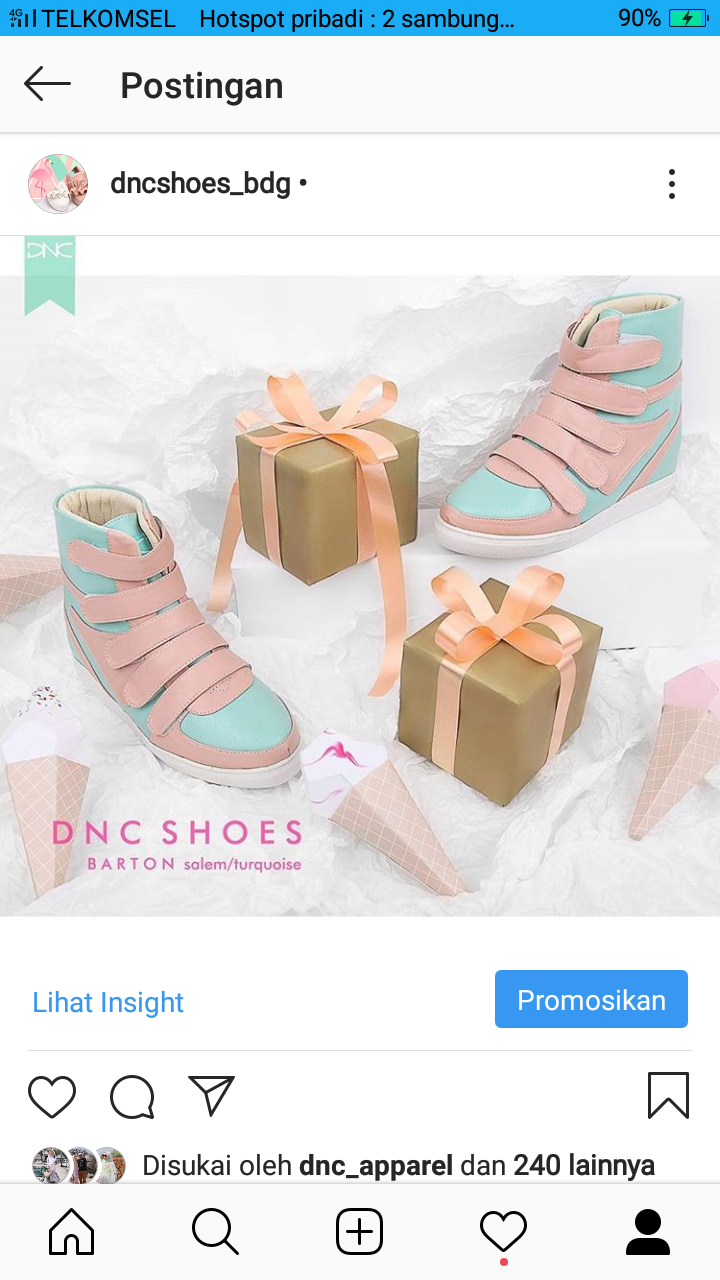 4G TELKOMSEL Hotspot pribadi : 2 sambung... 90%
Postingan
dncshoes_bdg •
DNC
DNC SHOES
BARTON salem/turquoise
Lihat Insight
Promosikan
Disukai oleh dnc_apparel dan 240 lainnya